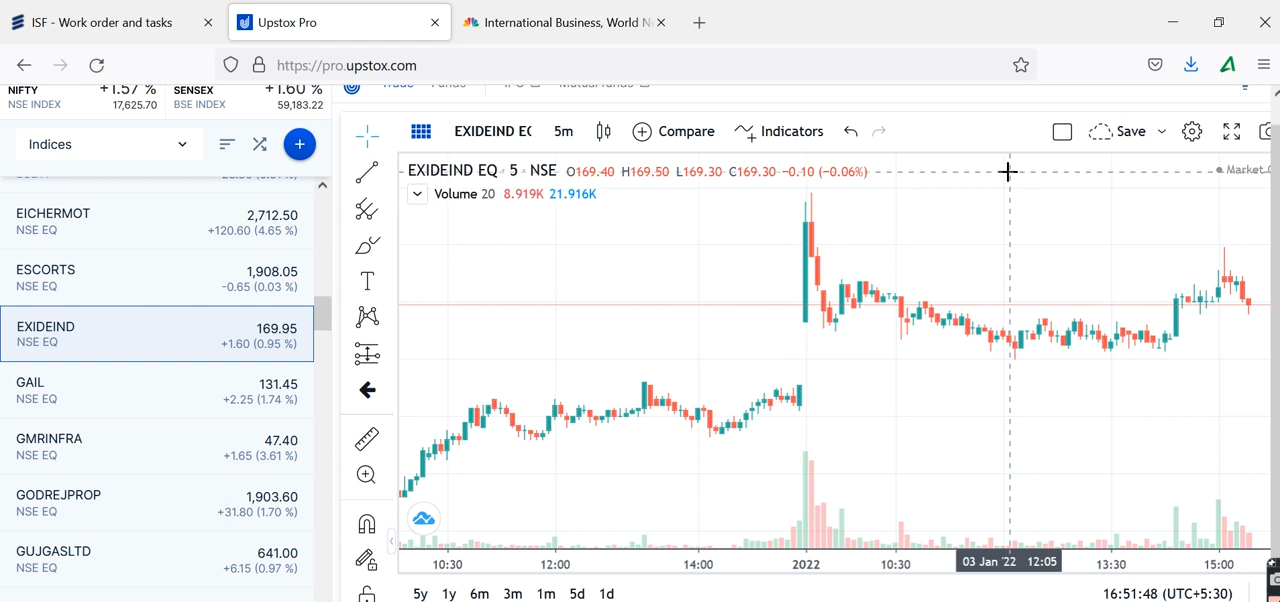 ISF - Work order and tasks
Upstox Pro
International Business, World Ne
https://pro.upstox.com
NIFTY +1.57 % SENSEX +1.60 %
NSE INDEX 17,625.70 BSE INDEX 59,183.22
Indices
EICHERMOT 2,712.50
NSE EQ +120.60 (4.65 %)
ESCORTS 1,908.05
NSE EQ -0.65 (0.03 %)
EXIDEIND 169.95
NSE EQ +1.60 (0.95 %)
GAIL 131.45
NSE EQ +2.25 (1.74 %)
GMRINFRA 47.40
NSE EQ +1.65 (3.61 %)
GODREJPROP 1,903.60
NSE EQ +31.80 (1.70 %)
GUJGASLTD 641.00
NSE EQ +6.15 (0.97 %)
Trade Funds IPO Mutual funds
EXIDEIND EQ 5m Compare Indicators Save
EXIDEIND EQ · 5 · NSE O169.40 H169.50 L169.30 C169.30 -0.10 (-0.06%)
Market
Volume 20 8.919K 21.916K
10:30 12:00 14:00 2022 10:30 03 Jan '22 12:05 13:30 15:00
5y 1y 6m 3m 1m 5d 1d 16:51:48 (UTC+5:30)